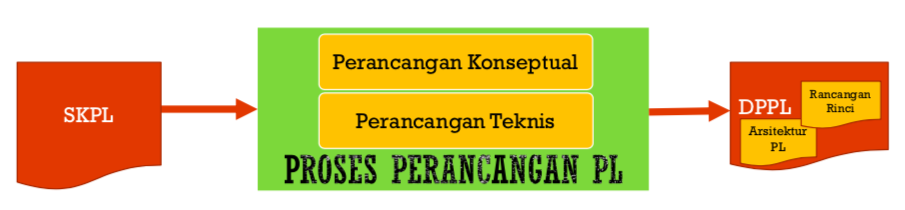 SKPL
Perancangan Konseptual
Perancangan Teknis
PROSES PERANCANGAN PL
DPPL
Rancangan
Rinci
Arsitektur
PL